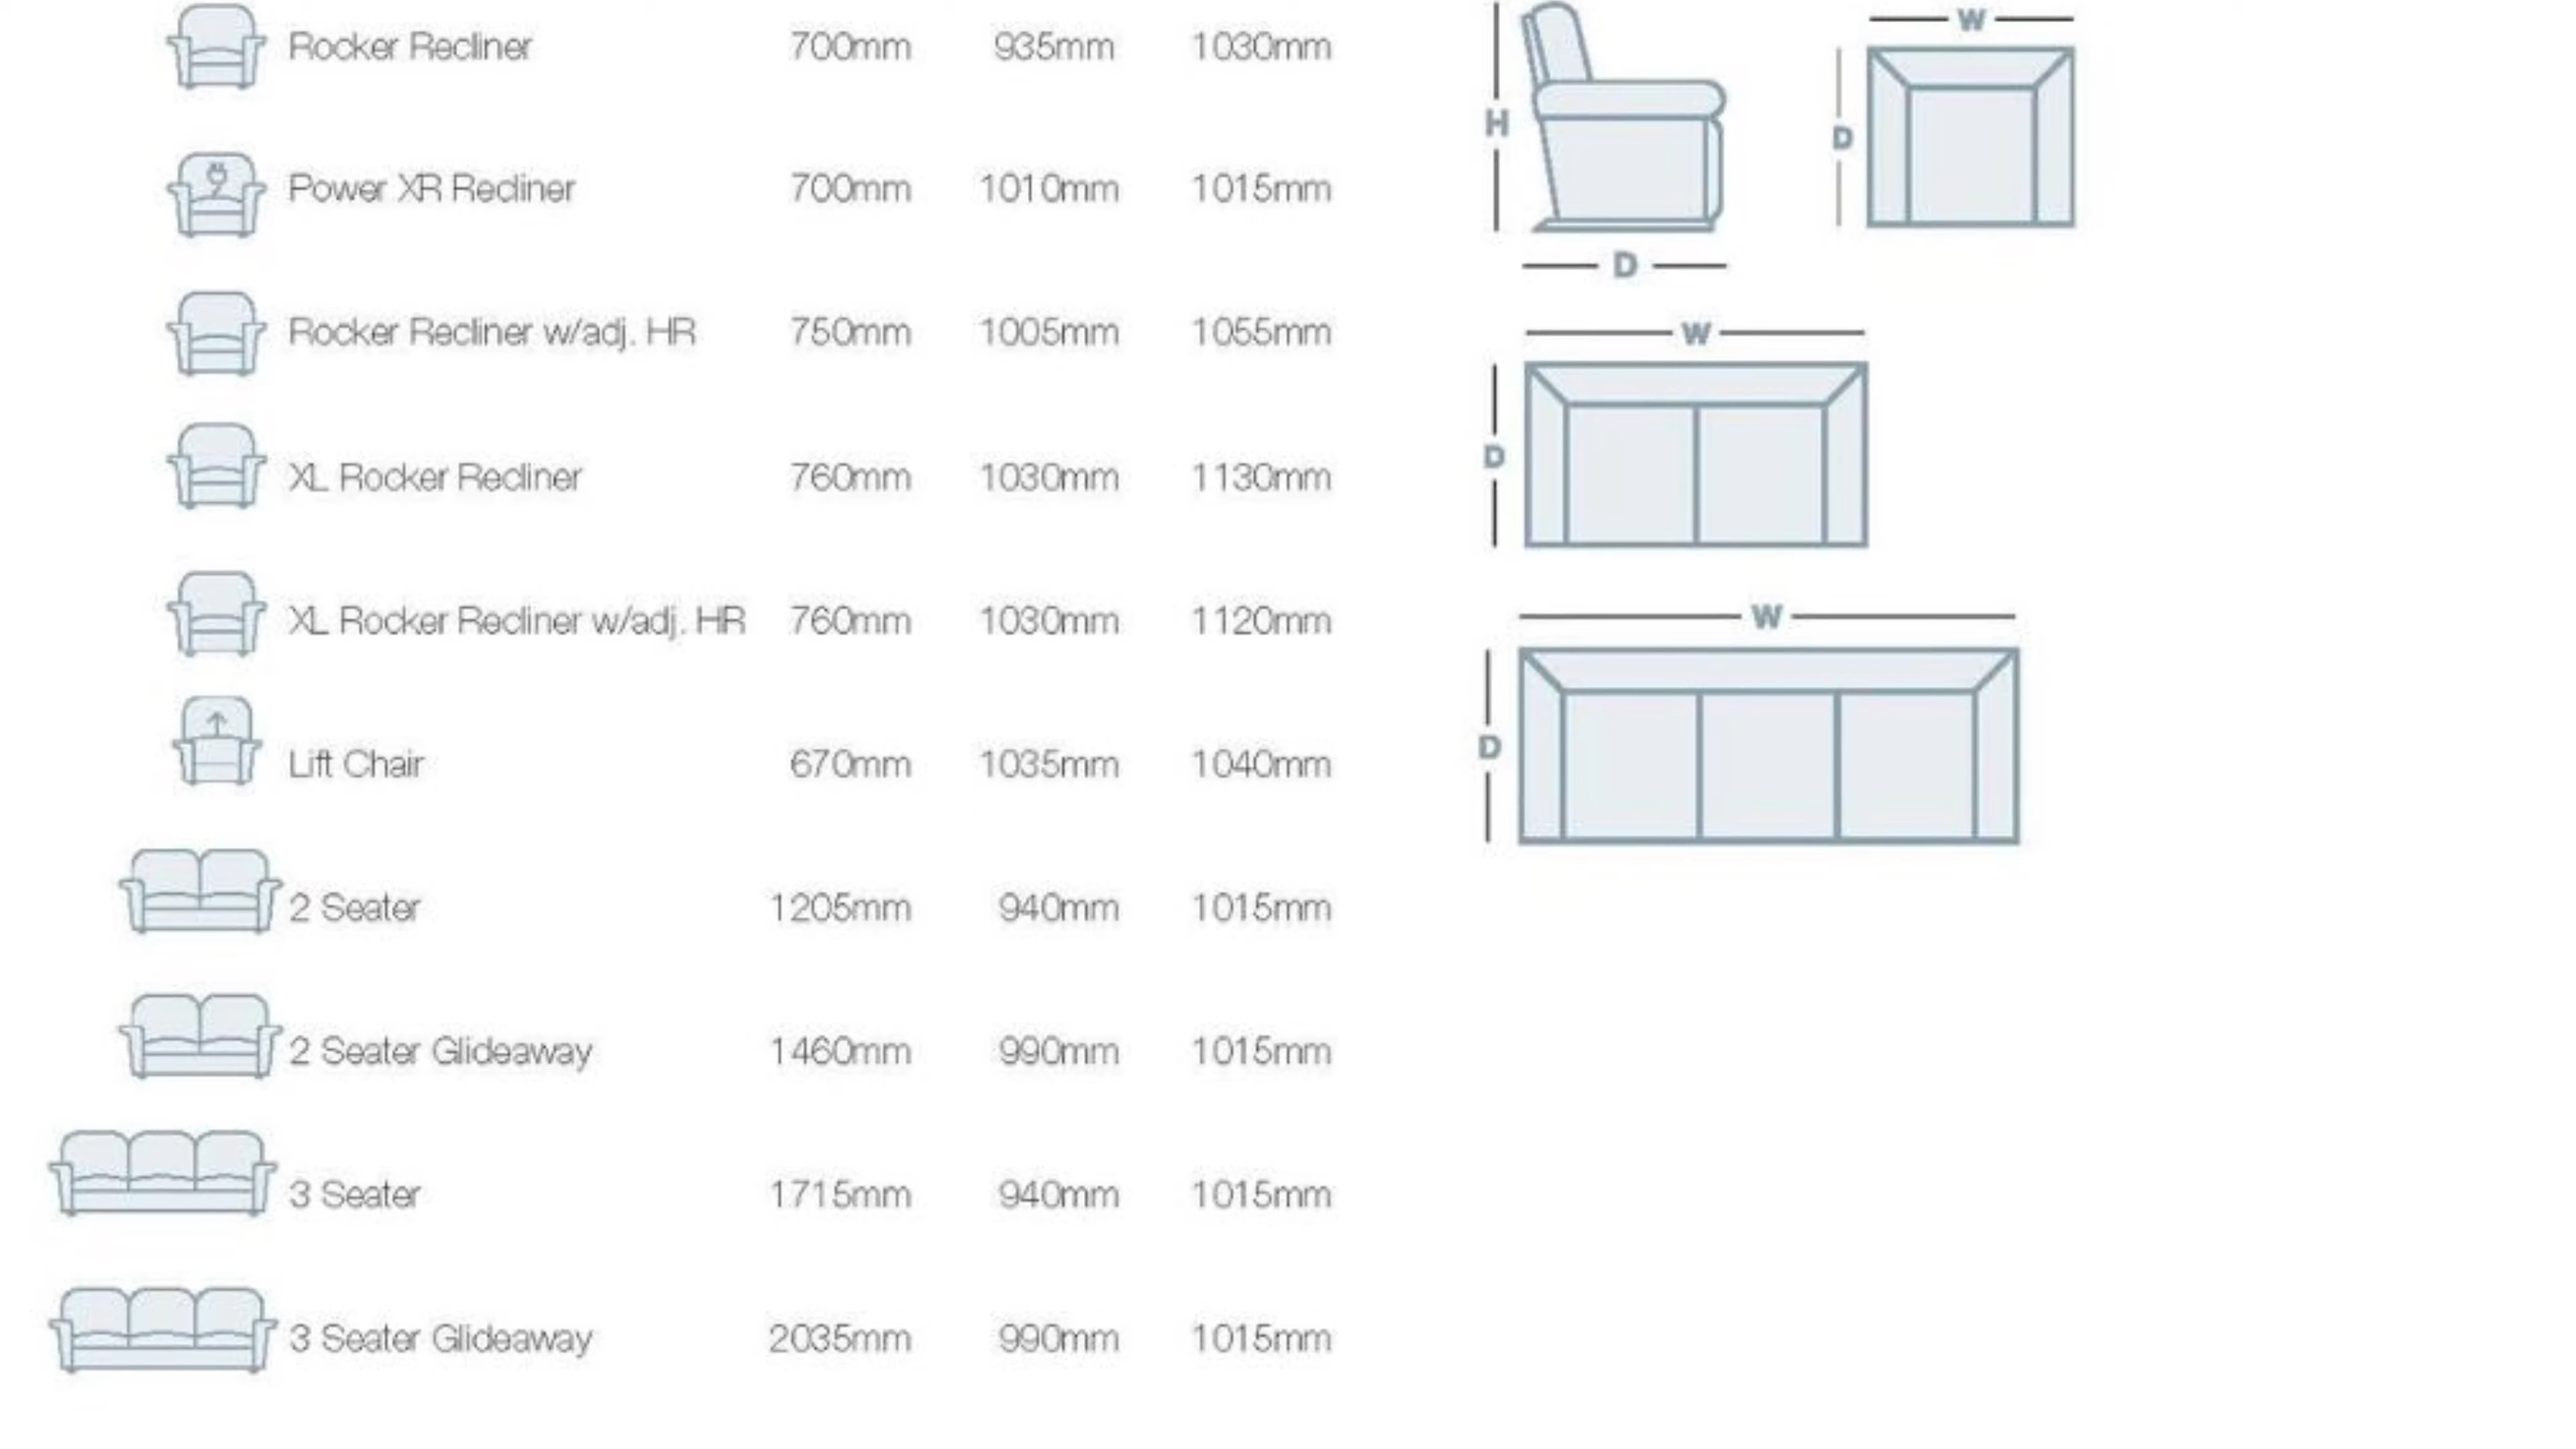 Rocker Recliner 700mm 935mm 1030mm
Power XR Recliner 700mm 1010mm 1015mm
Rocker Recliner w/adj. HR 750mm 1005mm 1055mm
XL Rocker Recliner 760mm 1030mm 1130mm
XL Rocker Recliner w/adj. HR 760mm 1030mm 1120mm
Lift Chair 670mm 1035mm 1040mm
2 Seater 1205mm 940mm 1015mm
2 Seater Glideaway 1460mm 990mm 1015mm
3 Seater 1715mm 940mm 1015mm
3 Seater Glideaway 2035mm 990mm 1015mm
W
H
D
D
W
D
W
D